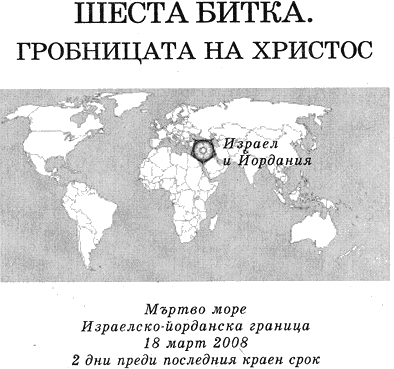 ШЕСТА БИТКА.
ГРОБНИЦАТА НА ХРИСТОС
Израел
и Йордания
Мъртво море
Израелско-йорданска граница
18 март 2008
2 дни преди последния краен срок